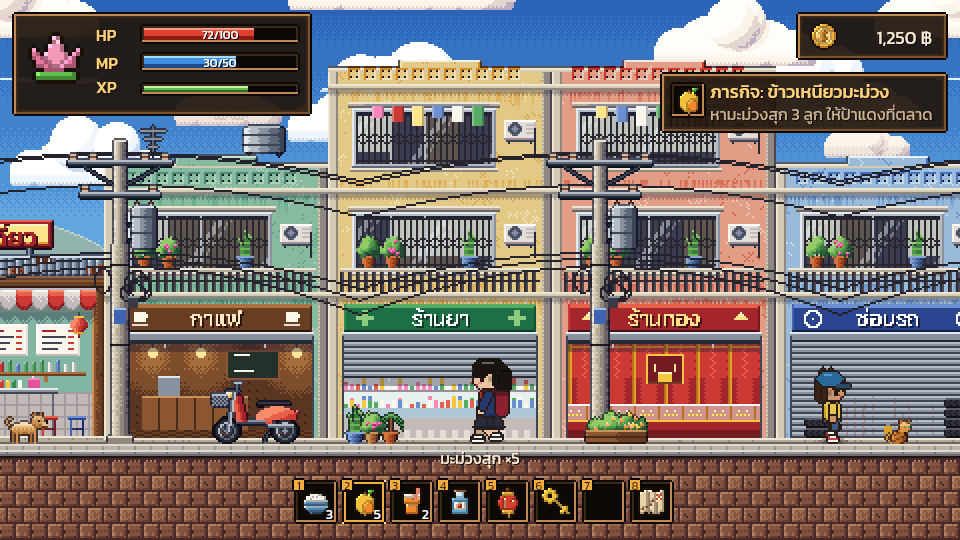 HP 72/100
MP 30/50
XP
1,250 ฿
ภารกิจ: ข้าวเหนียวมะม่วง
หามะม่วงสุก 3 ลูก ให้ป้าแดงที่ตลาด
กาแฟ
ร้านยา
ร้านทอง
ซ่อมรถ
มะม่วงสุก ×5
1 2 3 4 5 6 7 8
3 5 2